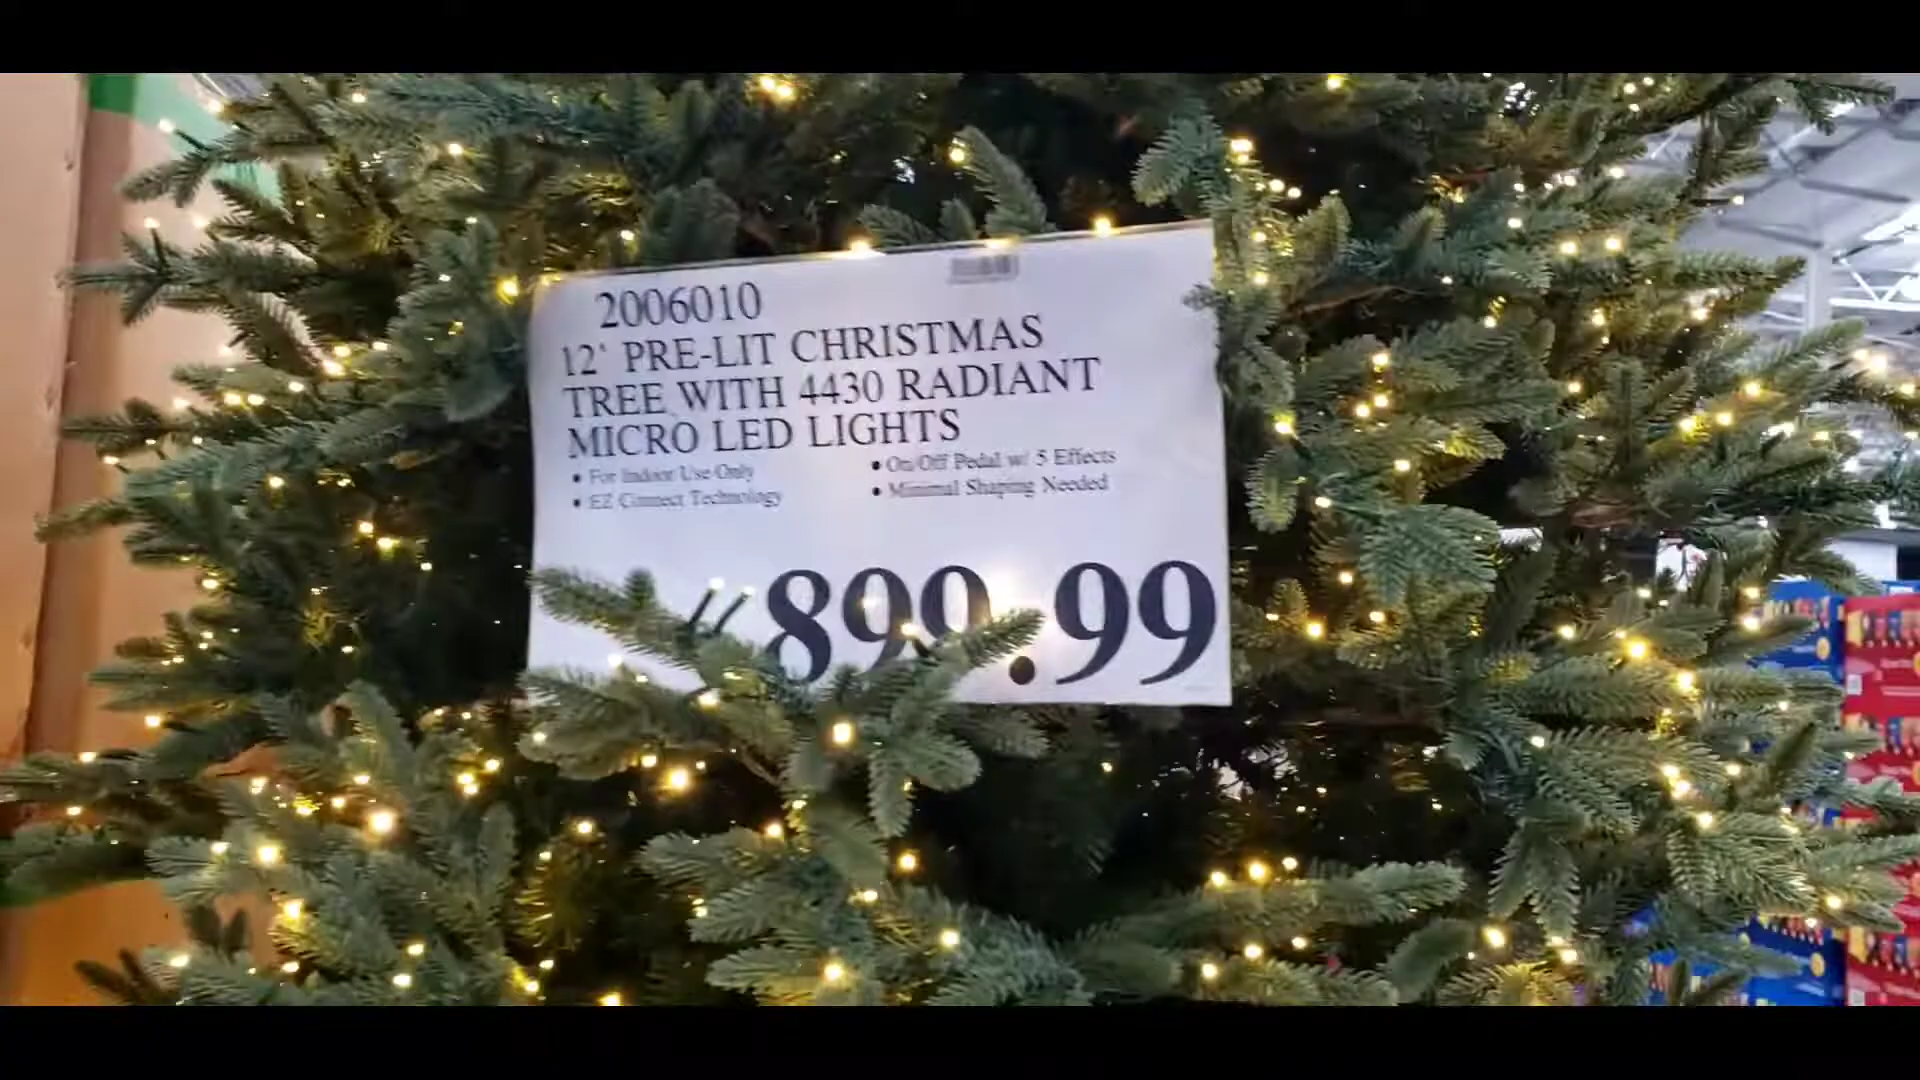 2006010
12' PRE-LIT CHRISTMAS
TREE WITH 4430 RADIANT
MICRO LED LIGHTS
• For Indoor Use Only
• EZ Connect Technology
• On/Off Pedal w/ 5 Effects
• Minimal Shaping Needed
899.99